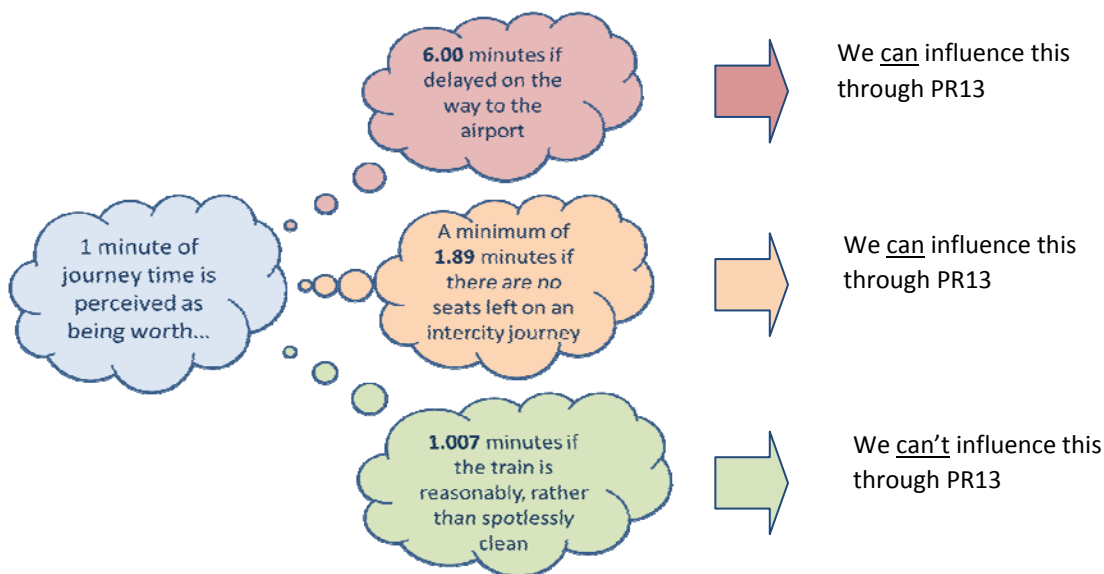 1 minute of
journey time is
perceived as
being worth...
6.00 minutes if
delayed on the
way to the
airport
We can influence this
through PR13
A minimum of
1.89 minutes if
there are no
seats left on an
intercity journey
We can influence this
through PR13
1.007 minutes if
the train is
reasonably, rather
than spotlessly
clean
We can’t influence this
through PR13